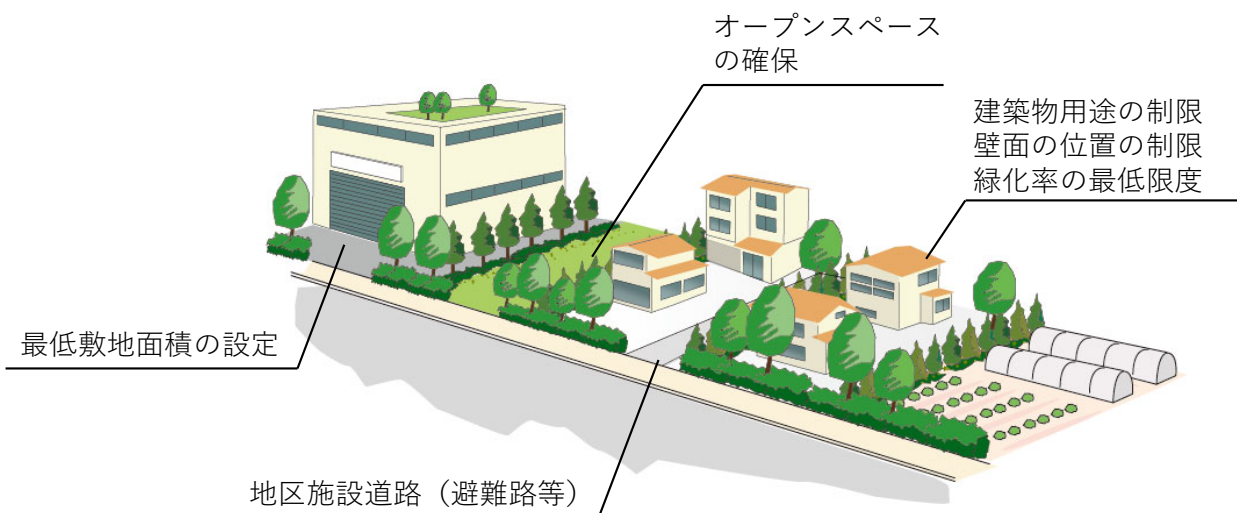 オープンスペース
の確保
建築物用途の制限
壁面の位置の制限
緑化率の最低限度
最低敷地面積の設定
地区施設道路（避難路等）